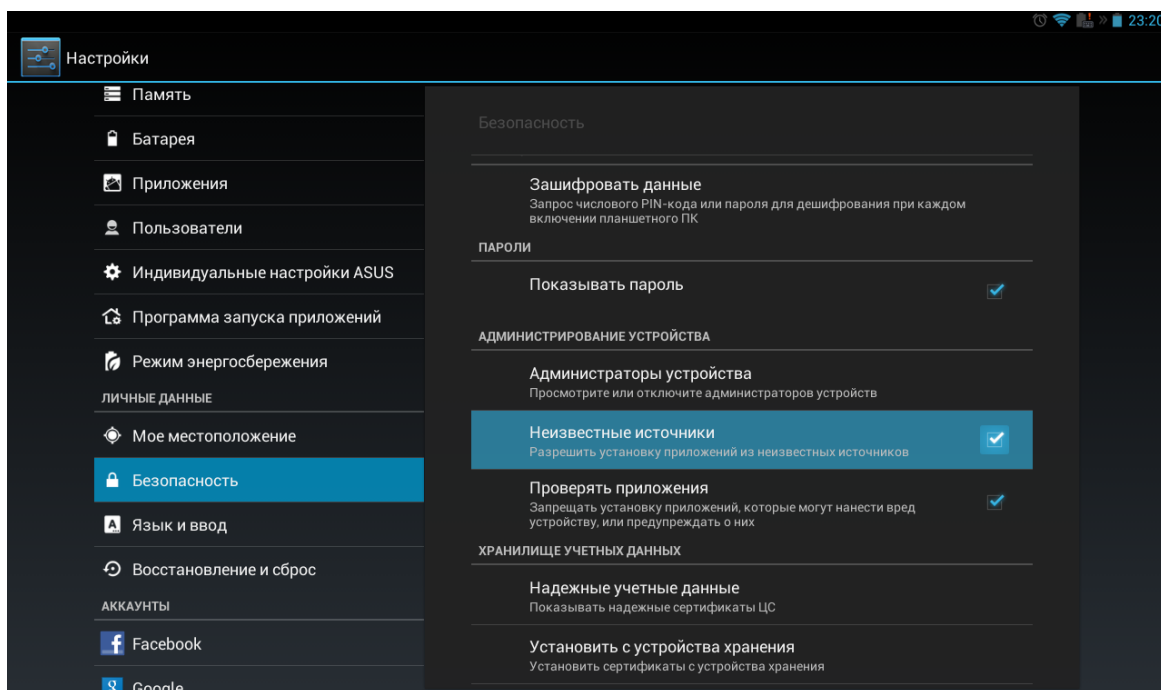 23:20
Настройки
Память
Батарея
Приложения
Пользователи
Индивидуальные настройки ASUS
Программа запуска приложений
Режим энергосбережения
ЛИЧНЫЕ ДАННЫЕ
Мое местоположение
Безопасность
Язык и ввод
Восстановление и сброс
АККАУНТЫ
Facebook
Google
Безопасность
Зашифровать данные
Запрос числового PIN-кода или пароля для дешифрования при каждом
включении планшетного ПК
ПАРОЛИ
Показывать пароль
АДМИНИСТРИРОВАНИЕ УСТРОЙСТВА
Администраторы устройства
Просмотрите или отключите администраторов устройств
Неизвестные источники
Разрешить установку приложений из неизвестных источников
Проверять приложения
Запрещать установку приложений, которые могут нанести вред
устройству, или предупреждать о них
ХРАНИЛИЩЕ УЧЕТНЫХ ДАННЫХ
Надежные учетные данные
Показывать надежные сертификаты ЦС
Установить с устройства хранения
Установить сертификаты с устройства хранения